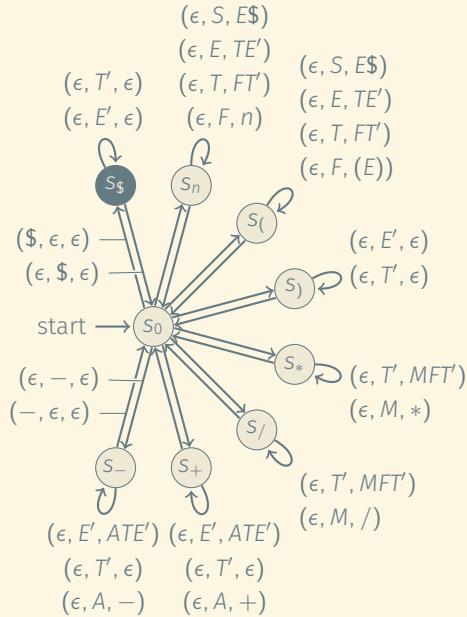 (ϵ, S, E$)
(ϵ, E, TE′)
(ϵ, T, FT′)
(ϵ, F, n)
(ϵ, S, E$)
(ϵ, E, TE′)
(ϵ, T, FT′)
(ϵ, F, (E))
(ϵ, T′, ϵ)
(ϵ, E′, ϵ)
S$
Sn
S(
($, ϵ, ϵ)
(ϵ, $, ϵ)
(ϵ, E′, ϵ)
(ϵ, T′, ϵ)
S)
start
S0
S*
(ϵ, −, ϵ)
(−, ϵ, ϵ)
(ϵ, T′, MFT′)
(ϵ, M, *)
S/
S−
S+
(ϵ, T′, MFT′)
(ϵ, M, /)
(ϵ, E′, ATE′)
(ϵ, T′, ϵ)
(ϵ, A, −)
(ϵ, E′, ATE′)
(ϵ, T′, ϵ)
(ϵ, A, +)